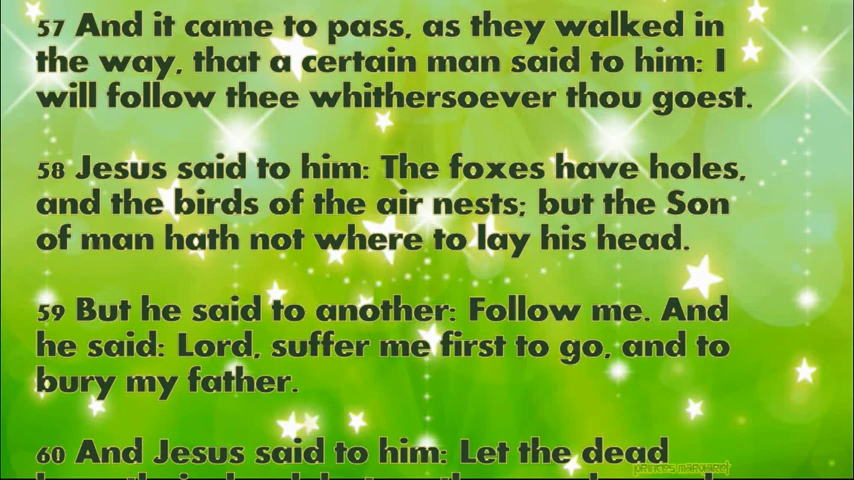 57 And it came to pass, as they walked in
the way, that a certain man said to him: I
will follow thee whithersoever thou goest.
58 Jesus said to him: The foxes have holes,
and the birds of the air nests; but the Son
of man hath not where to lay his head.
59 But he said to another: Follow me. And
he said: Lord, suffer me first to go, and to
bury my father.
60 And Jesus said to him: Let the dead
princes margaret